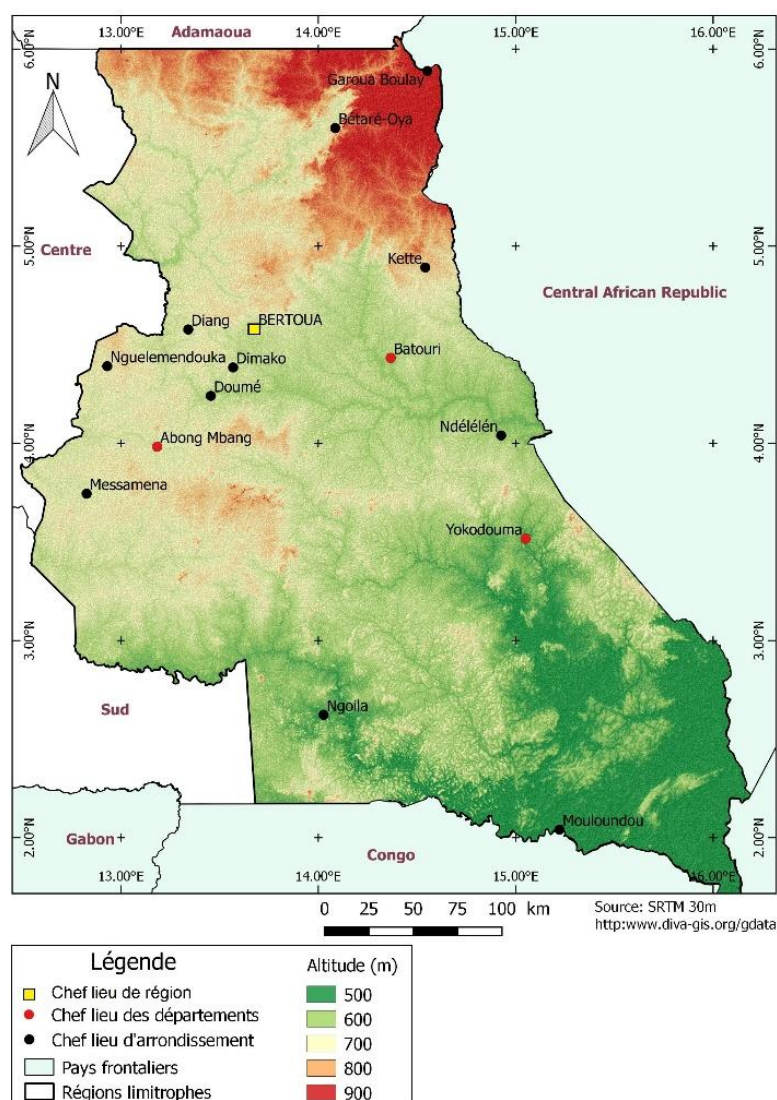 Adamaoua
13.00°E 14.00°E 15.00°E 16.00°E
6.00°N 6.00°N
Garoua Boulay
N
Bétaré-Oya
5.00°N 5.00°N
Centre
Kette
Central African Republic
Diang BERTOUA
Nguelemendouka Dimako Batouri
Doumé
4.00°N 4.00°N
Ndélélén
Abong Mbang
Messamena
Yokodouma
3.00°N 3.00°N
Sud
Ngoila
2.00°N 2.00°N
Gabon
Mouloundou
Congo
13.00°E 14.00°E 15.00°E 16.00°E
0 25 50 75 100 km
Source: SRTM 30m
http:www.diva-gis.org/gdata
Légende
Chef lieu de région
Chef lieu des départements
Chef lieu d'arrondissement
Pays frontaliers
Régions limitrophes
Altitude (m)
500
600
700
800
900